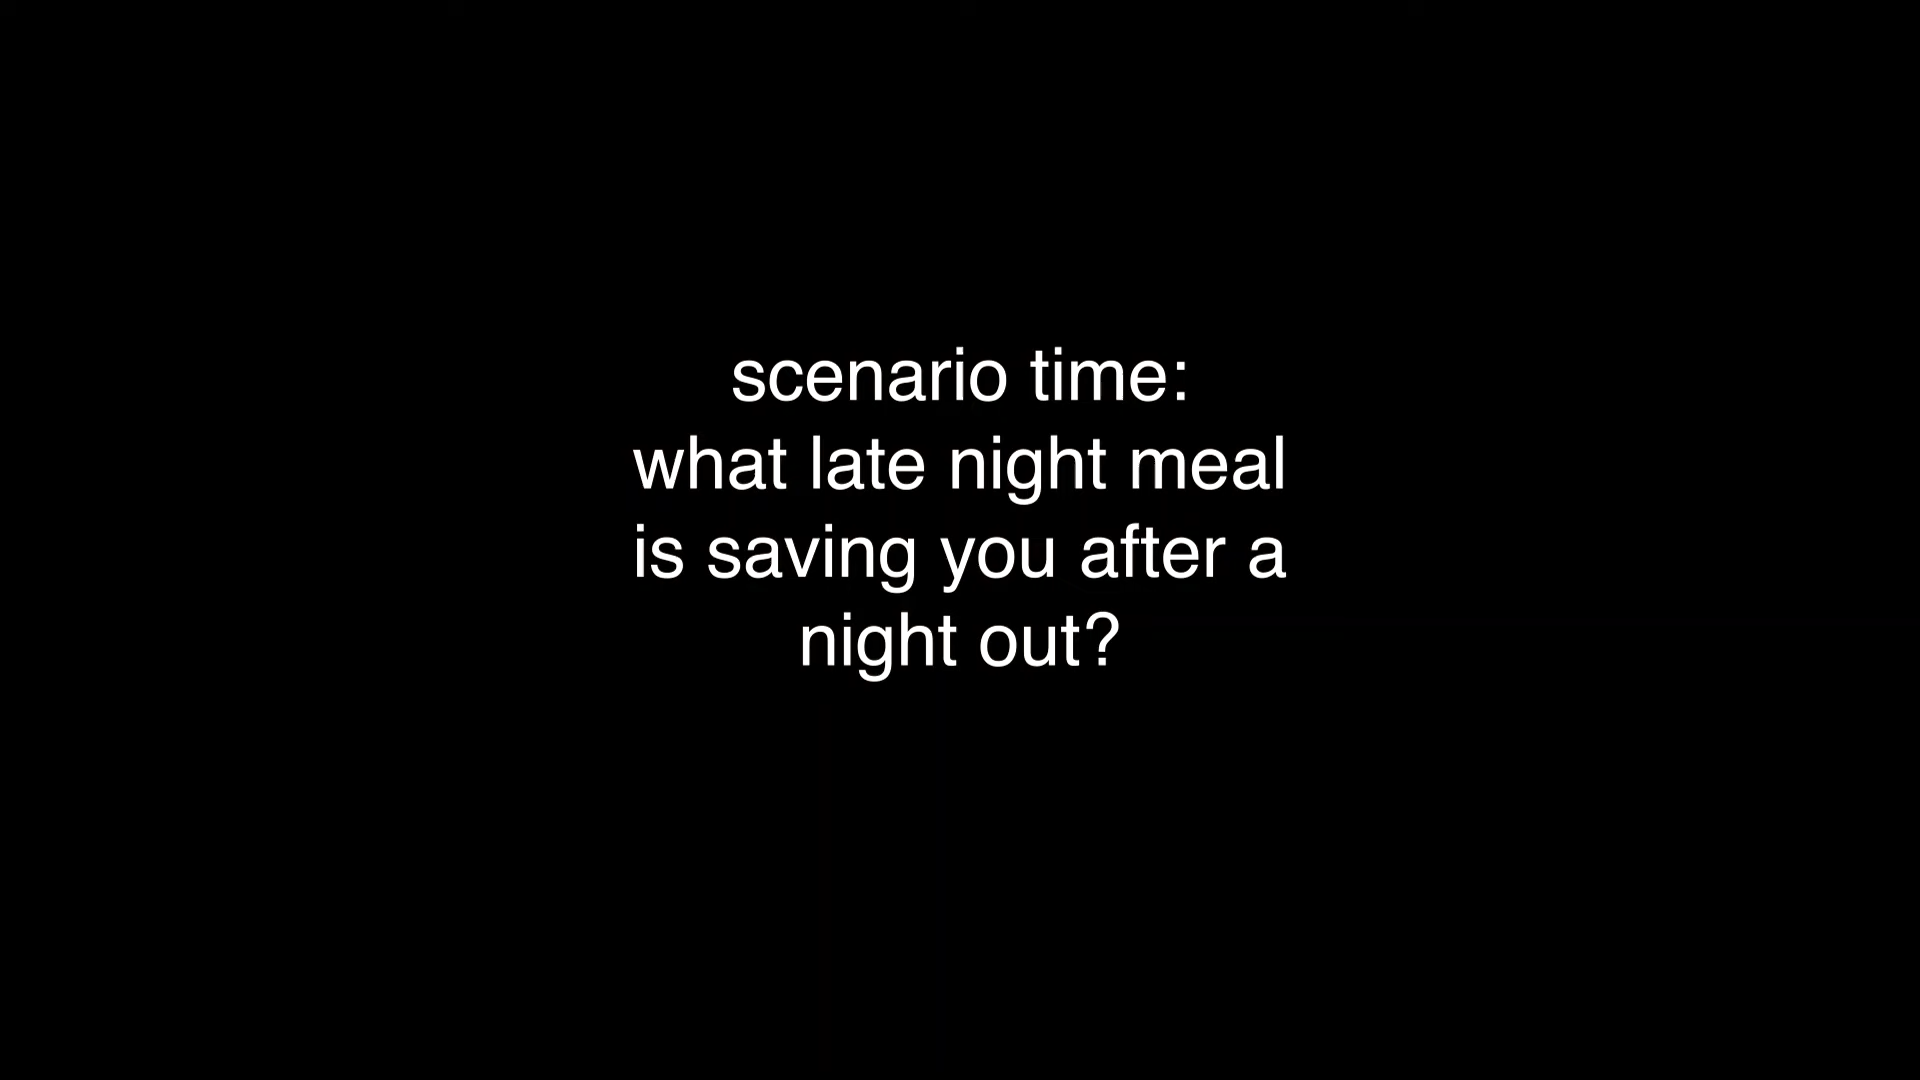 scenario time:
what late night meal
is saving you after a
night out?